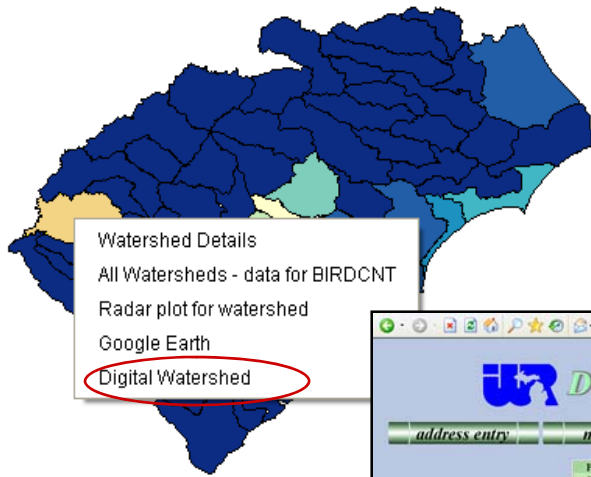 Watershed Details
All Watersheds - data for BIRDCNT
Radar plot for watershed
Google Earth
Digital Watershed
address entry